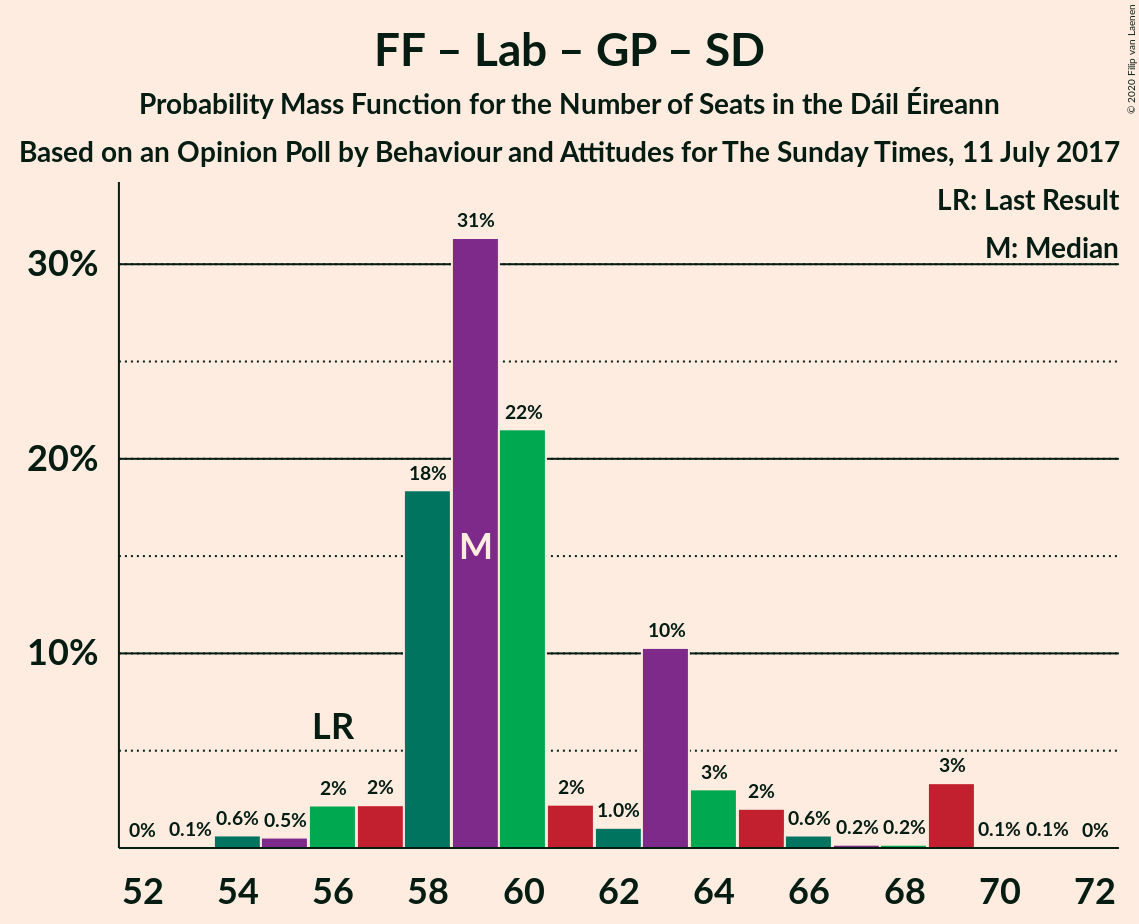 FF – Lab – GP – SD
Probability Mass Function for the Number of Seats in the Dáil Éireann
Based on an Opinion Poll by Behaviour and Attitudes for The Sunday Times, 11 July 2017
© 2020 Filip van Laenen
LR: Last Result
M: Median
30%
20%
10%
0% 0.1% 0.6% 0.5% 2% 2% 18% 31% 22% 2% 1.0% 10% 3% 2% 0.6% 0.2% 0.2% 3% 0.1% 0.1% 0%
LR
M
52 54 56 58 60 62 64 66 68 70 72